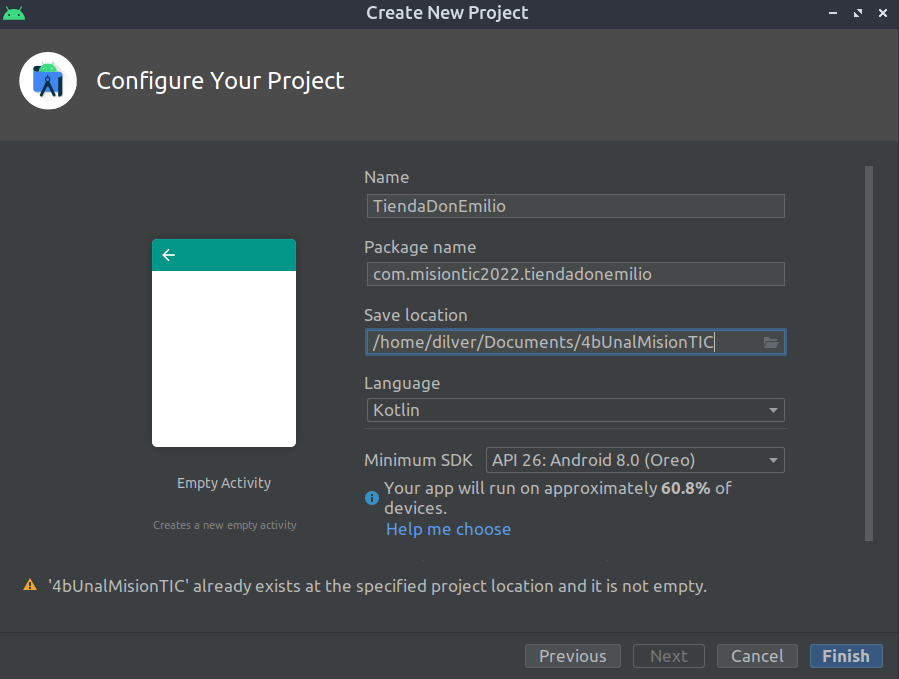 Create New Project
Configure Your Project
Name
TiendaDonEmilio
Package name
com.misiontic2022.tiendadonemilio
Save location
/home/dilver/Documents/4bUnalMisionTIC
Language
Kotlin
Minimum SDK
API 26: Android 8.0 (Oreo)
Your app will run on approximately 60.8% of
devices.
Help me choose
Empty Activity
Creates a new empty activity
'4bUnalMisionTIC' already exists at the specified project location and it is not empty.
Previous
Next
Cancel
Finish